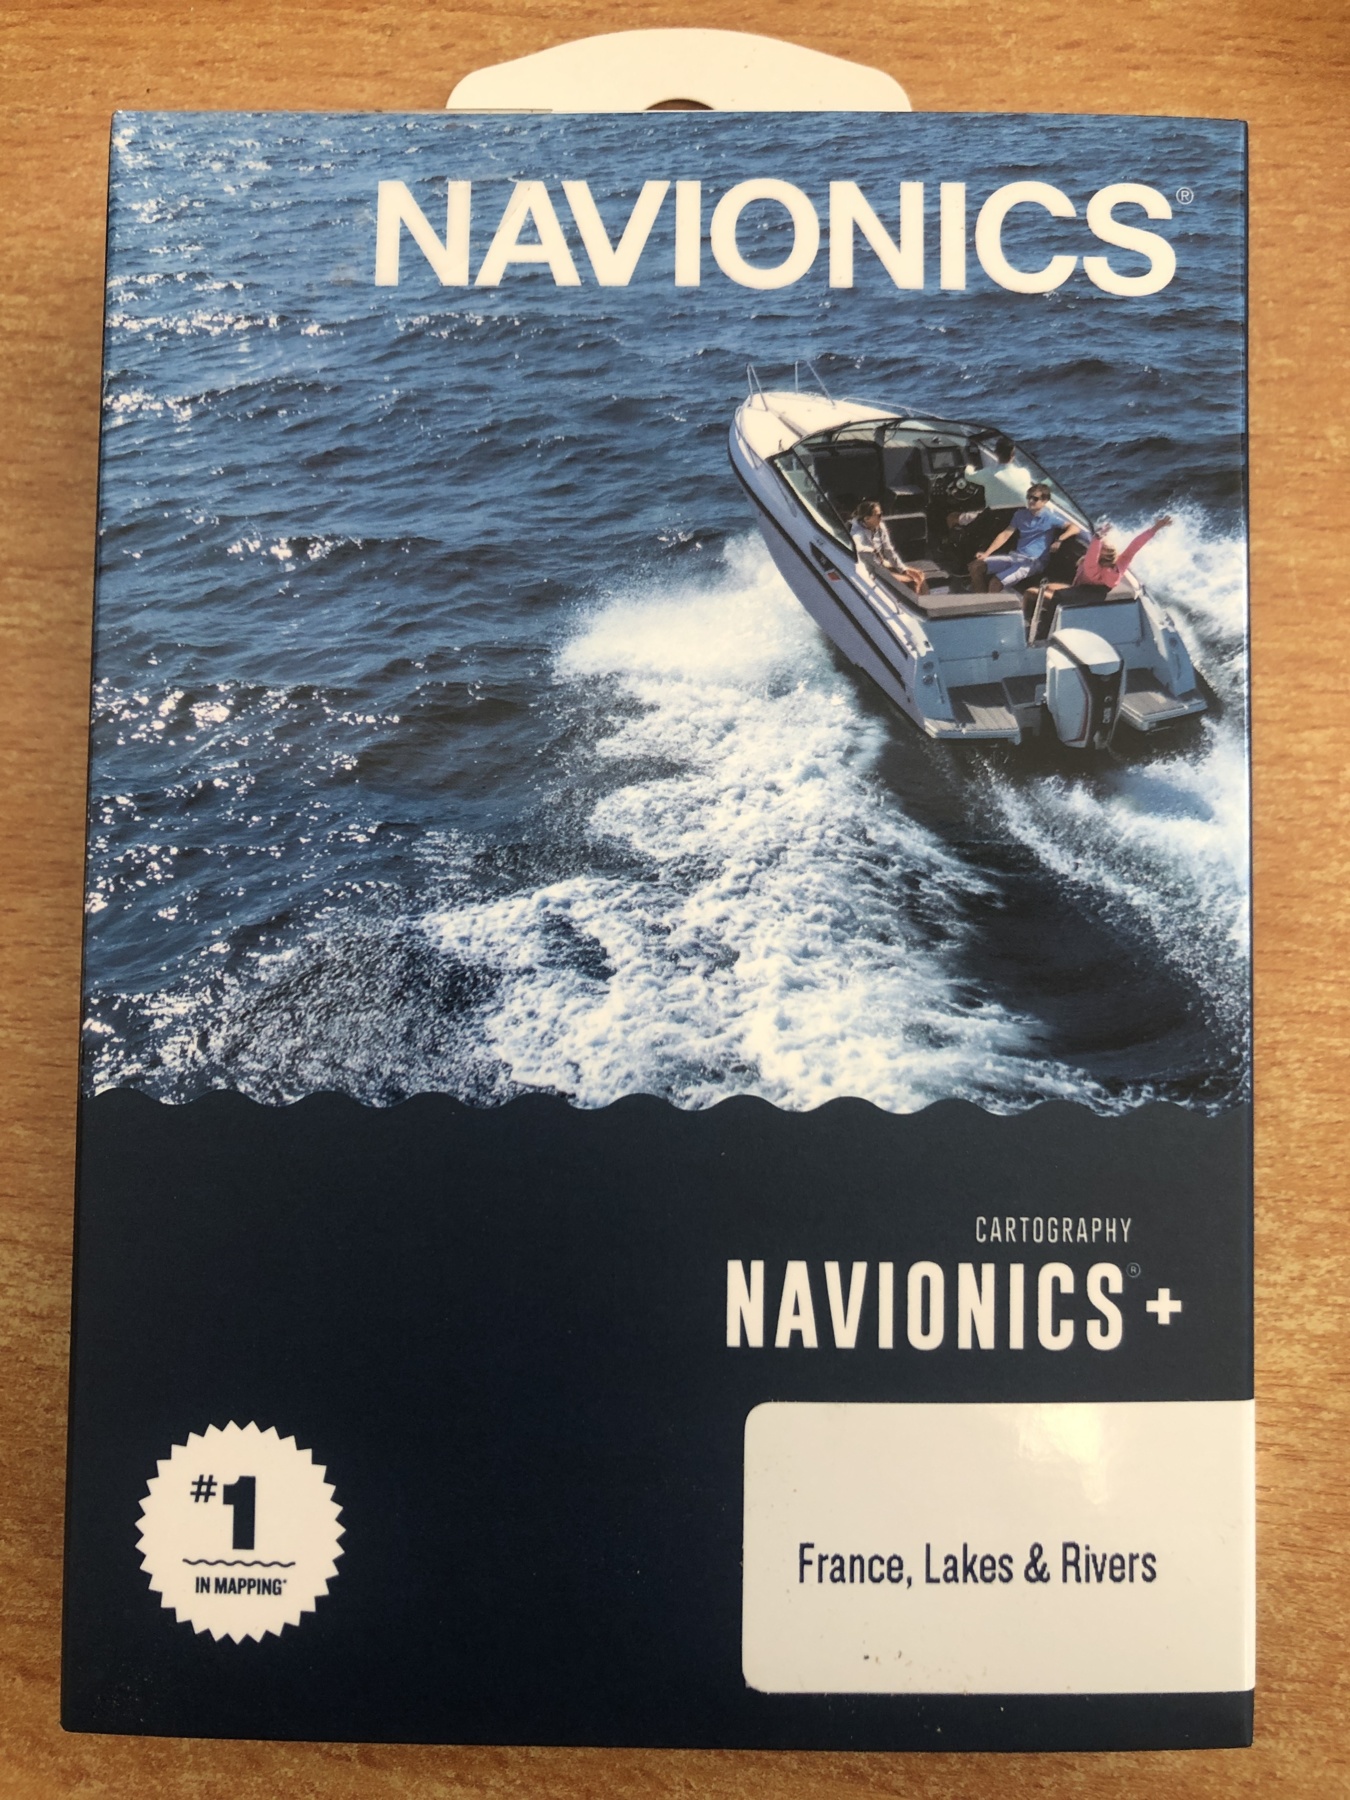 NAVIONICS®
CARTOGRAPHY
NAVIONICS®+
#1
IN MAPPING*
France, Lakes & Rivers